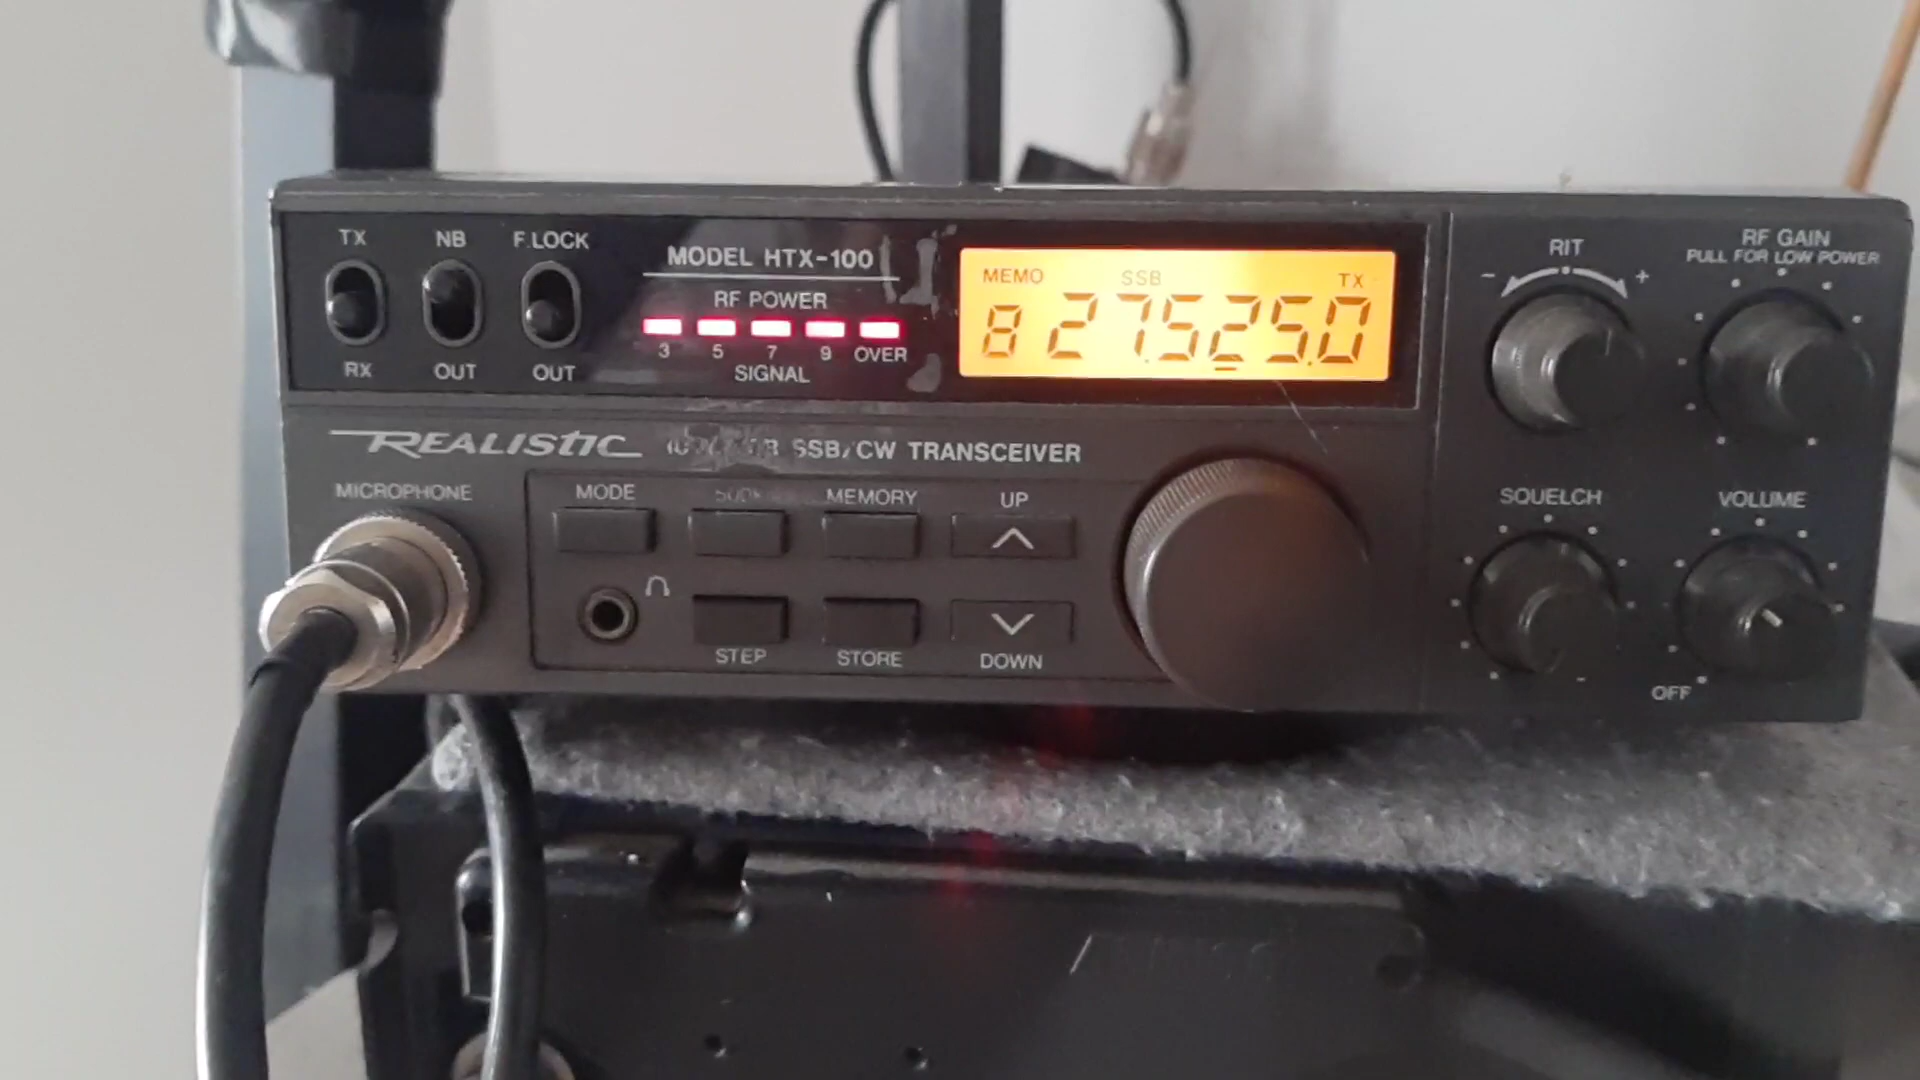 TX NB F.LOCK
RX OUT OUT
MODEL HTX-100
RF POWER
3 5 7 9 OVER
SIGNAL
MEMO SSB TX
8 27.525.0
RIT
- +
RF GAIN
PULL FOR LOW POWER
REALISTIC SSB/CW TRANSCEIVER
MICROPHONE
MODE MEMORY UP
STEP STORE DOWN
SQUELCH VOLUME
OFF